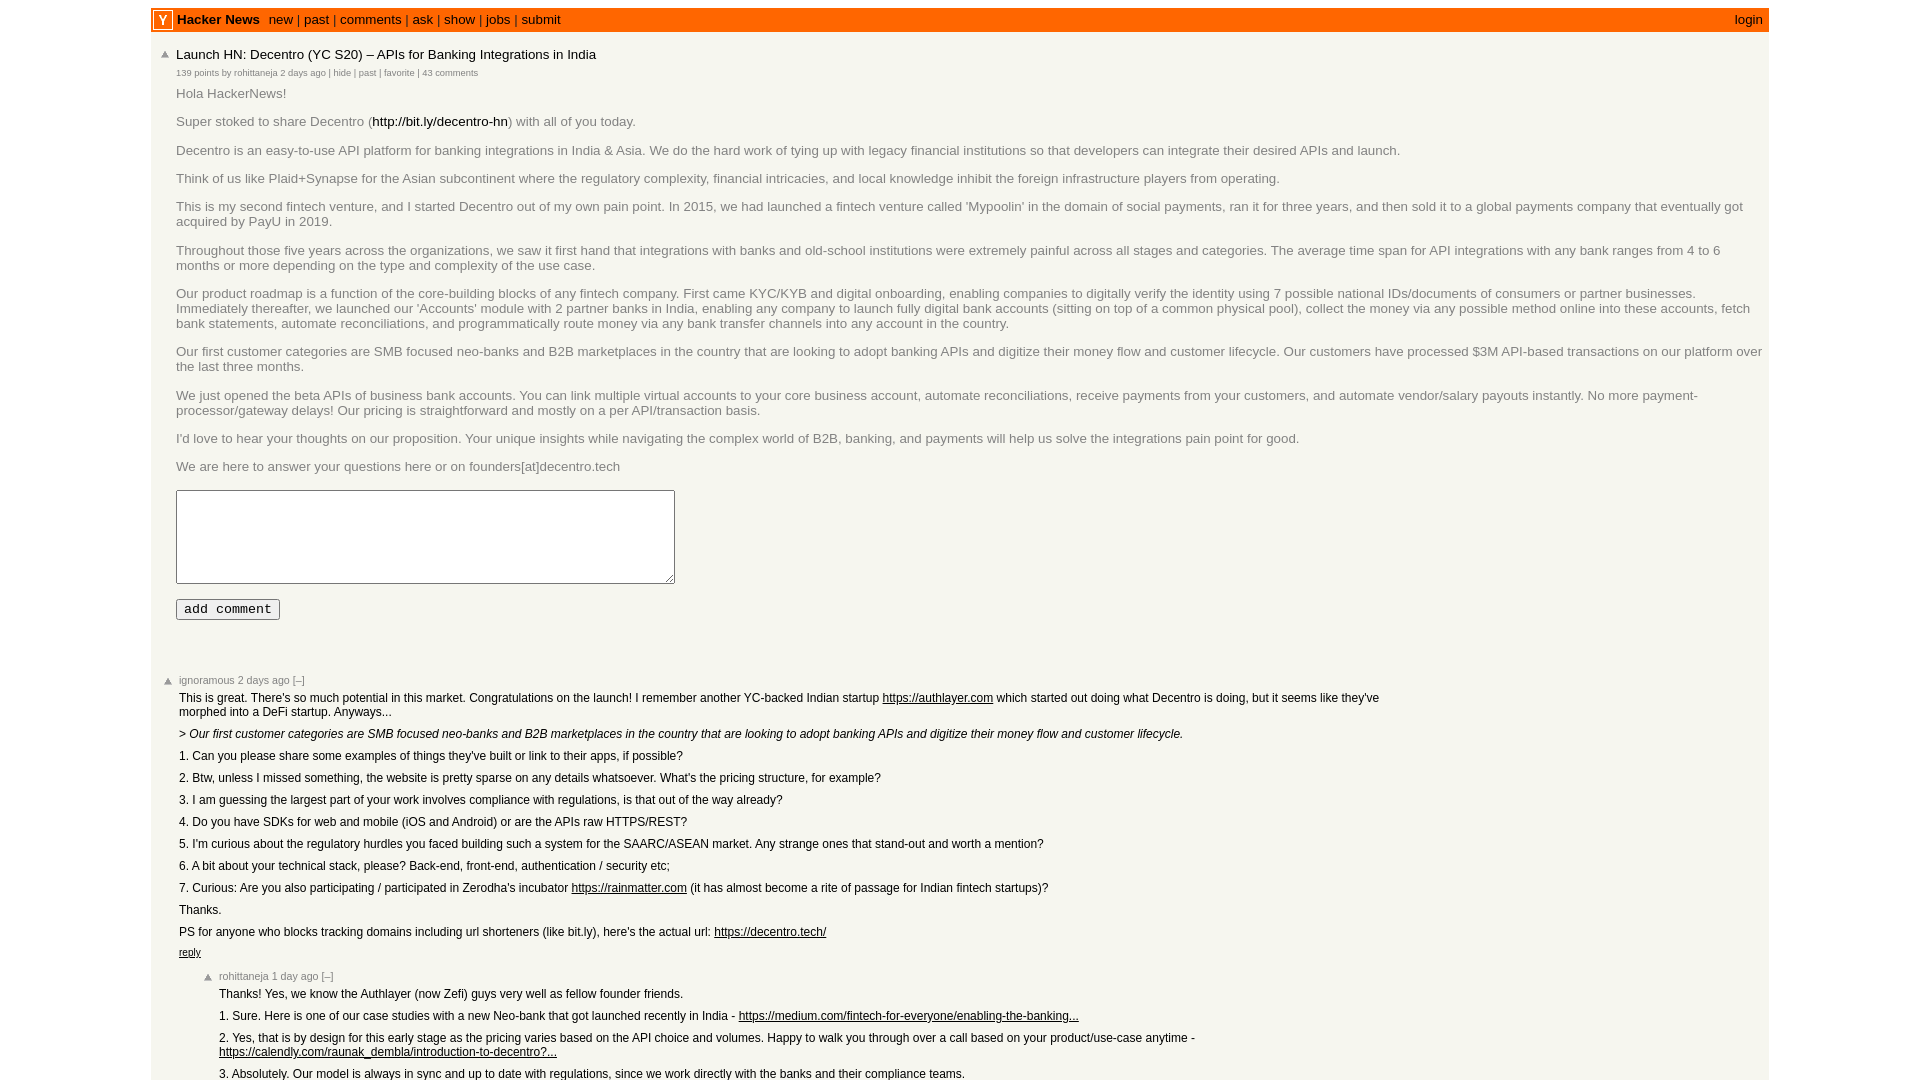 Y Hacker News new | past | comments | ask | show | jobs | submit login
Launch HN: Decentro (YC S20) – APIs for Banking Integrations in India
139 points by rohittaneja 2 days ago | hide | past | favorite | 43 comments
Hola HackerNews!
Super stoked to share Decentro (http://bit.ly/decentro-hn) with all of you today.
Decentro is an easy-to-use API platform for banking integrations in India & Asia. We do the hard work of tying up with legacy financial institutions so that developers can integrate their desired APIs and launch.
Think of us like Plaid+Synapse for the Asian subcontinent where the regulatory complexity, financial intricacies, and local knowledge inhibit the foreign infrastructure players from operating.
This is my second fintech venture, and I started Decentro out of my own pain point. In 2015, we had launched a fintech venture called 'Mypoolin' in the domain of social payments, ran it for three years, and then sold it to a global payments company that eventually got
acquired by PayU in 2019.
Throughout those five years across the organizations, we saw it first hand that integrations with banks and old-school institutions were extremely painful across all stages and categories. The average time span for API integrations with any bank ranges from 4 to 6
months or more depending on the type and complexity of the use case.
Our product roadmap is a function of the core-building blocks of any fintech company. First came KYC/KYB and digital onboarding, enabling companies to digitally verify the identity using 7 possible national IDs/documents of consumers or partner businesses.
Immediately thereafter, we launched our 'Accounts' module with 2 partner banks in India, enabling any company to launch fully digital bank accounts (sitting on top of a common physical pool), collect the money via any possible method online into these accounts, fetch
bank statements, automate reconciliations, and programmatically route money via any bank transfer channels into any account in the country.
Our first customer categories are SMB focused neo-banks and B2B marketplaces in the country that are looking to adopt banking APIs and digitize their money flow and customer lifecycle. Our customers have processed $3M API-based transactions on our platform over
the last three months.
We just opened the beta APIs of business bank accounts. You can link multiple virtual accounts to your core business account, automate reconciliations, receive payments from your customers, and automate vendor/salary payouts instantly. No more payment-
processor/gateway delays! Our pricing is straightforward and mostly on a per API/transaction basis.
I'd love to hear your thoughts on our proposition. Your unique insights while navigating the complex world of B2B, banking, and payments will help us solve the integrations pain point for good.
We are here to answer your questions here or on founders[at]decentro.tech
add comment
ignoramous 2 days ago [–]
This is great. There's so much potential in this market. Congratulations on the launch! I remember another YC-backed Indian startup https://authlayer.com which started out doing what Decentro is doing, but it seems like they've
morphed into a DeFi startup. Anyways...
> Our first customer categories are SMB focused neo-banks and B2B marketplaces in the country that are looking to adopt banking APIs and digitize their money flow and customer lifecycle.
1. Can you please share some examples of things they've built or link to their apps, if possible?
2. Btw, unless I missed something, the website is pretty sparse on any details whatsoever. What's the pricing structure, for example?
3. I am guessing the largest part of your work involves compliance with regulations, is that out of the way already?
4. Do you have SDKs for web and mobile (iOS and Android) or are the APIs raw HTTPS/REST?
5. I'm curious about the regulatory hurdles you faced building such a system for the SAARC/ASEAN market. Any strange ones that stand-out and worth a mention?
6. A bit about your technical stack, please? Back-end, front-end, authentication / security etc;
7. Curious: Are you also participating / participated in Zerodha's incubator https://rainmatter.com (it has almost become a rite of passage for Indian fintech startups)?
Thanks.
PS for anyone who blocks tracking domains including url shorteners (like bit.ly), here's the actual url: https://decentro.tech/
reply
rohittaneja 1 day ago [–]
Thanks! Yes, we know the Authlayer (now Zefi) guys very well as fellow founder friends.
1. Sure. Here is one of our case studies with a new Neo-bank that got launched recently in India - https://medium.com/fintech-for-everyone/enabling-the-banking...
2. Yes, that is by design for this early stage as the pricing varies based on the API choice and volumes. Happy to walk you through over a call based on your product/use-case anytime -
https://calendly.com/raunak_dembla/introduction-to-decentro?...
3. Absolutely. Our model is always in sync and up to date with regulations, since we work directly with the banks and their compliance teams.